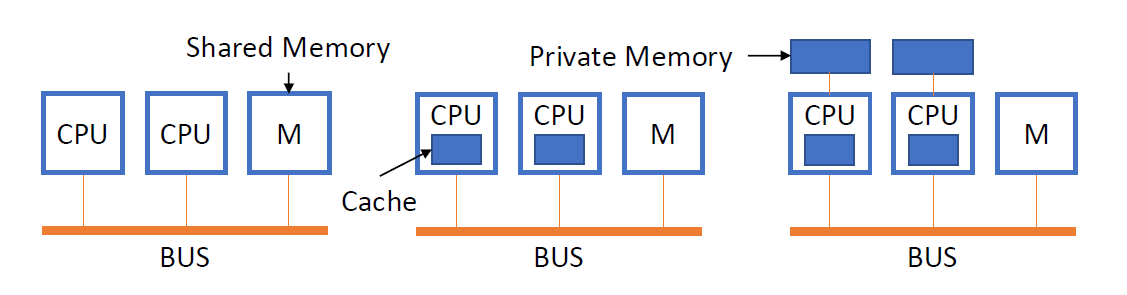 Shared Memory
CPU
CPU
M
BUS
CPU
CPU
M
Cache
BUS
Private Memory
CPU
CPU
M
BUS